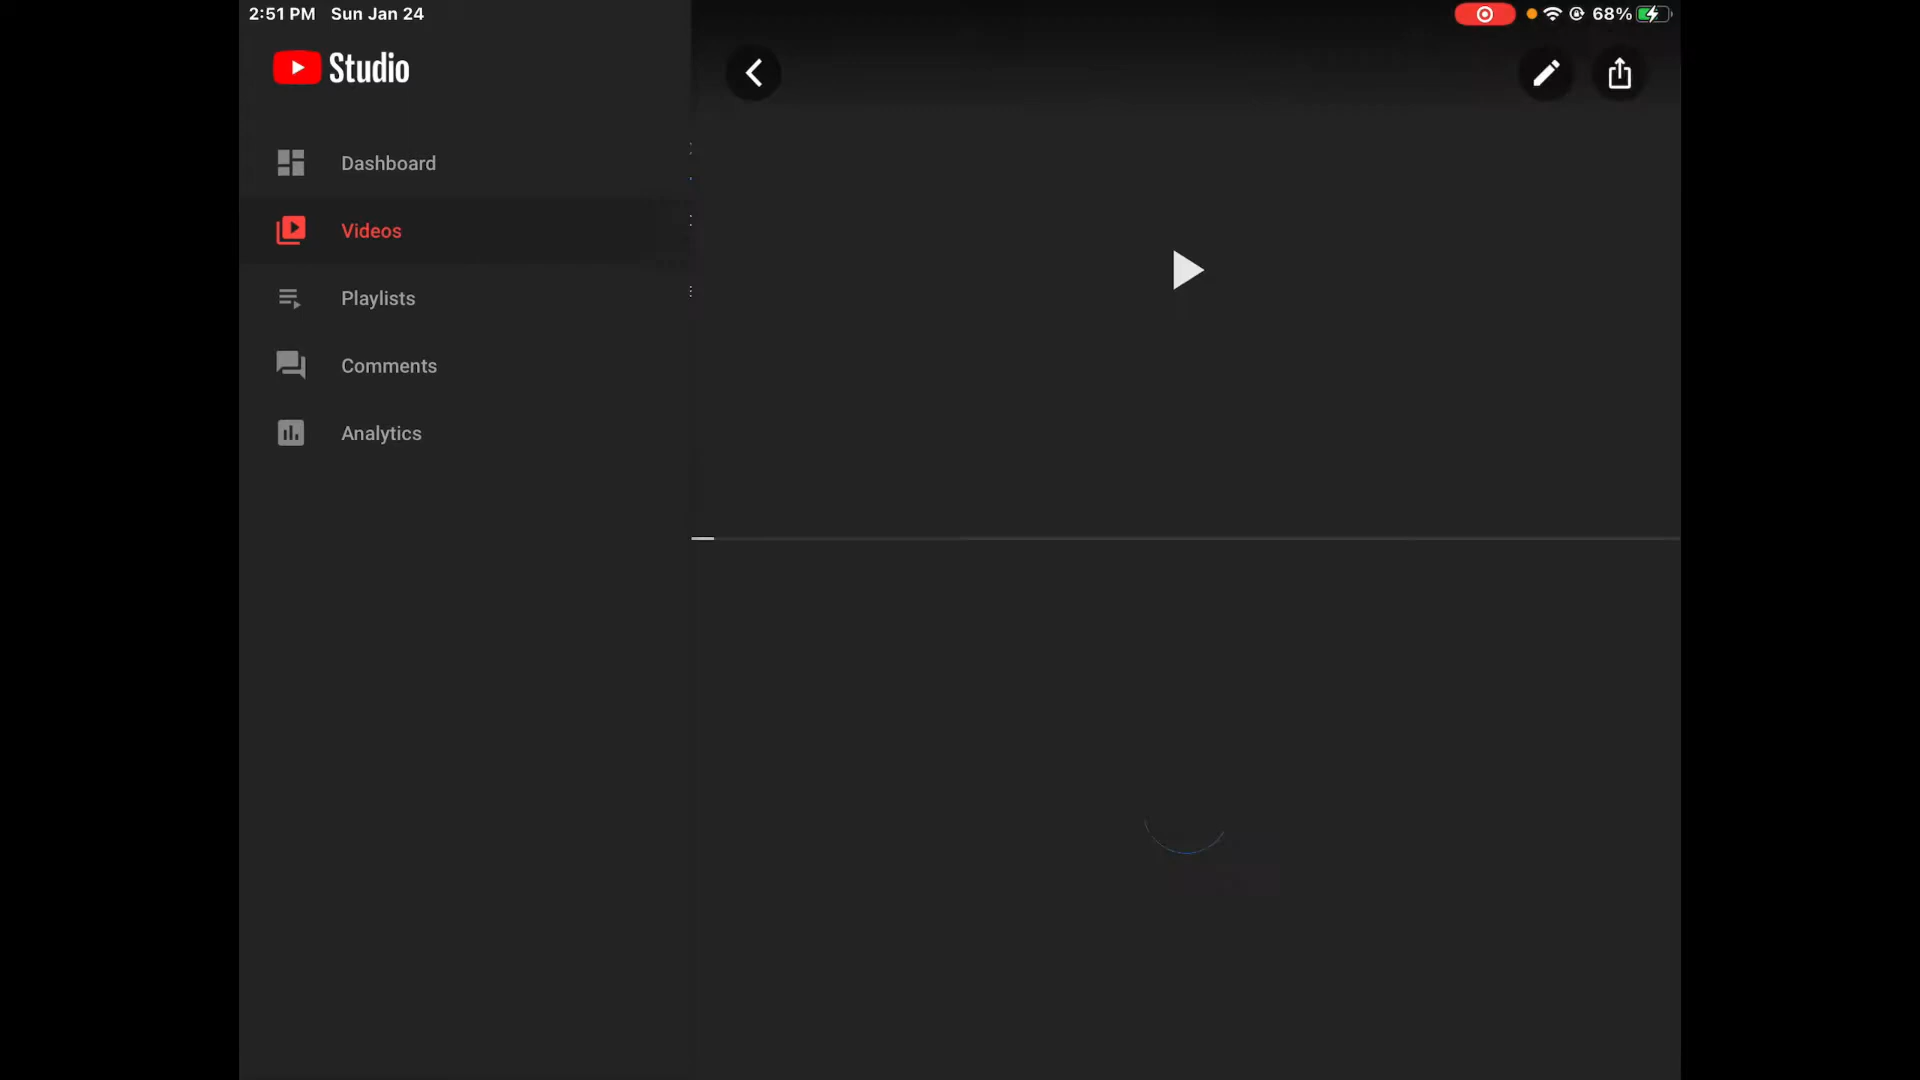 2:51 PM Sun Jan 24
68%
Studio
Dashboard
Videos
Playlists
Comments
Analytics